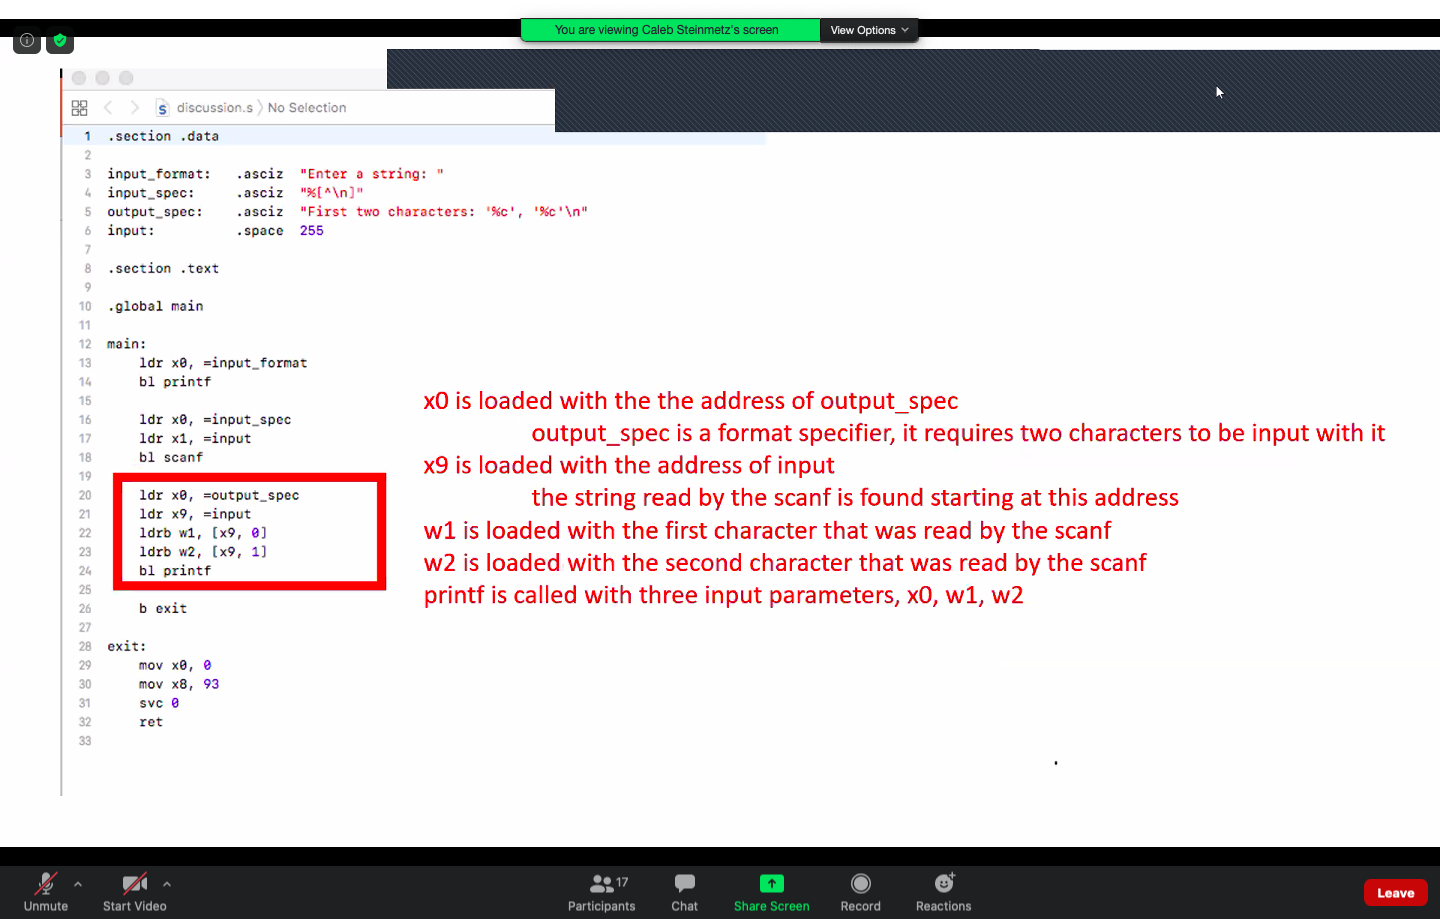 You are viewing Caleb Steinmetz's screen
View Options
discussion.s
No Selection
1 .section .data
2
3 input_format: .asciz "Enter a string: "
4 input_spec: .asciz "%[^\n]"
5 output_spec: .asciz "First two characters: '%c', '%c'\n"
6 input: .space 255
7
8 .section .text
9
10 .global main
11
12 main:
13 ldr x0, =input_format
14 bl printf
15
16 ldr x0, =input_spec
17 ldr x1, =input
18 bl scanf
19
20 ldr x0, =output_spec
21 ldr x9, =input
22 ldrb w1, [x9, 0]
23 ldrb w2, [x9, 1]
24 bl printf
25
26 b exit
27
28 exit:
29 mov x0, 0
30 mov x8, 93
31 svc 0
32 ret
33
x0 is loaded with the the address of output_spec
output_spec is a format specifier, it requires two characters to be input with it
x9 is loaded with the address of input
the string read by the scanf is found starting at this address
w1 is loaded with the first character that was read by the scanf
w2 is loaded with the second character that was read by the scanf
printf is called with three input parameters, x0, w1, w2
Unmute
Start Video
17
Participants
Chat
Share Screen
Record
Reactions
Leave